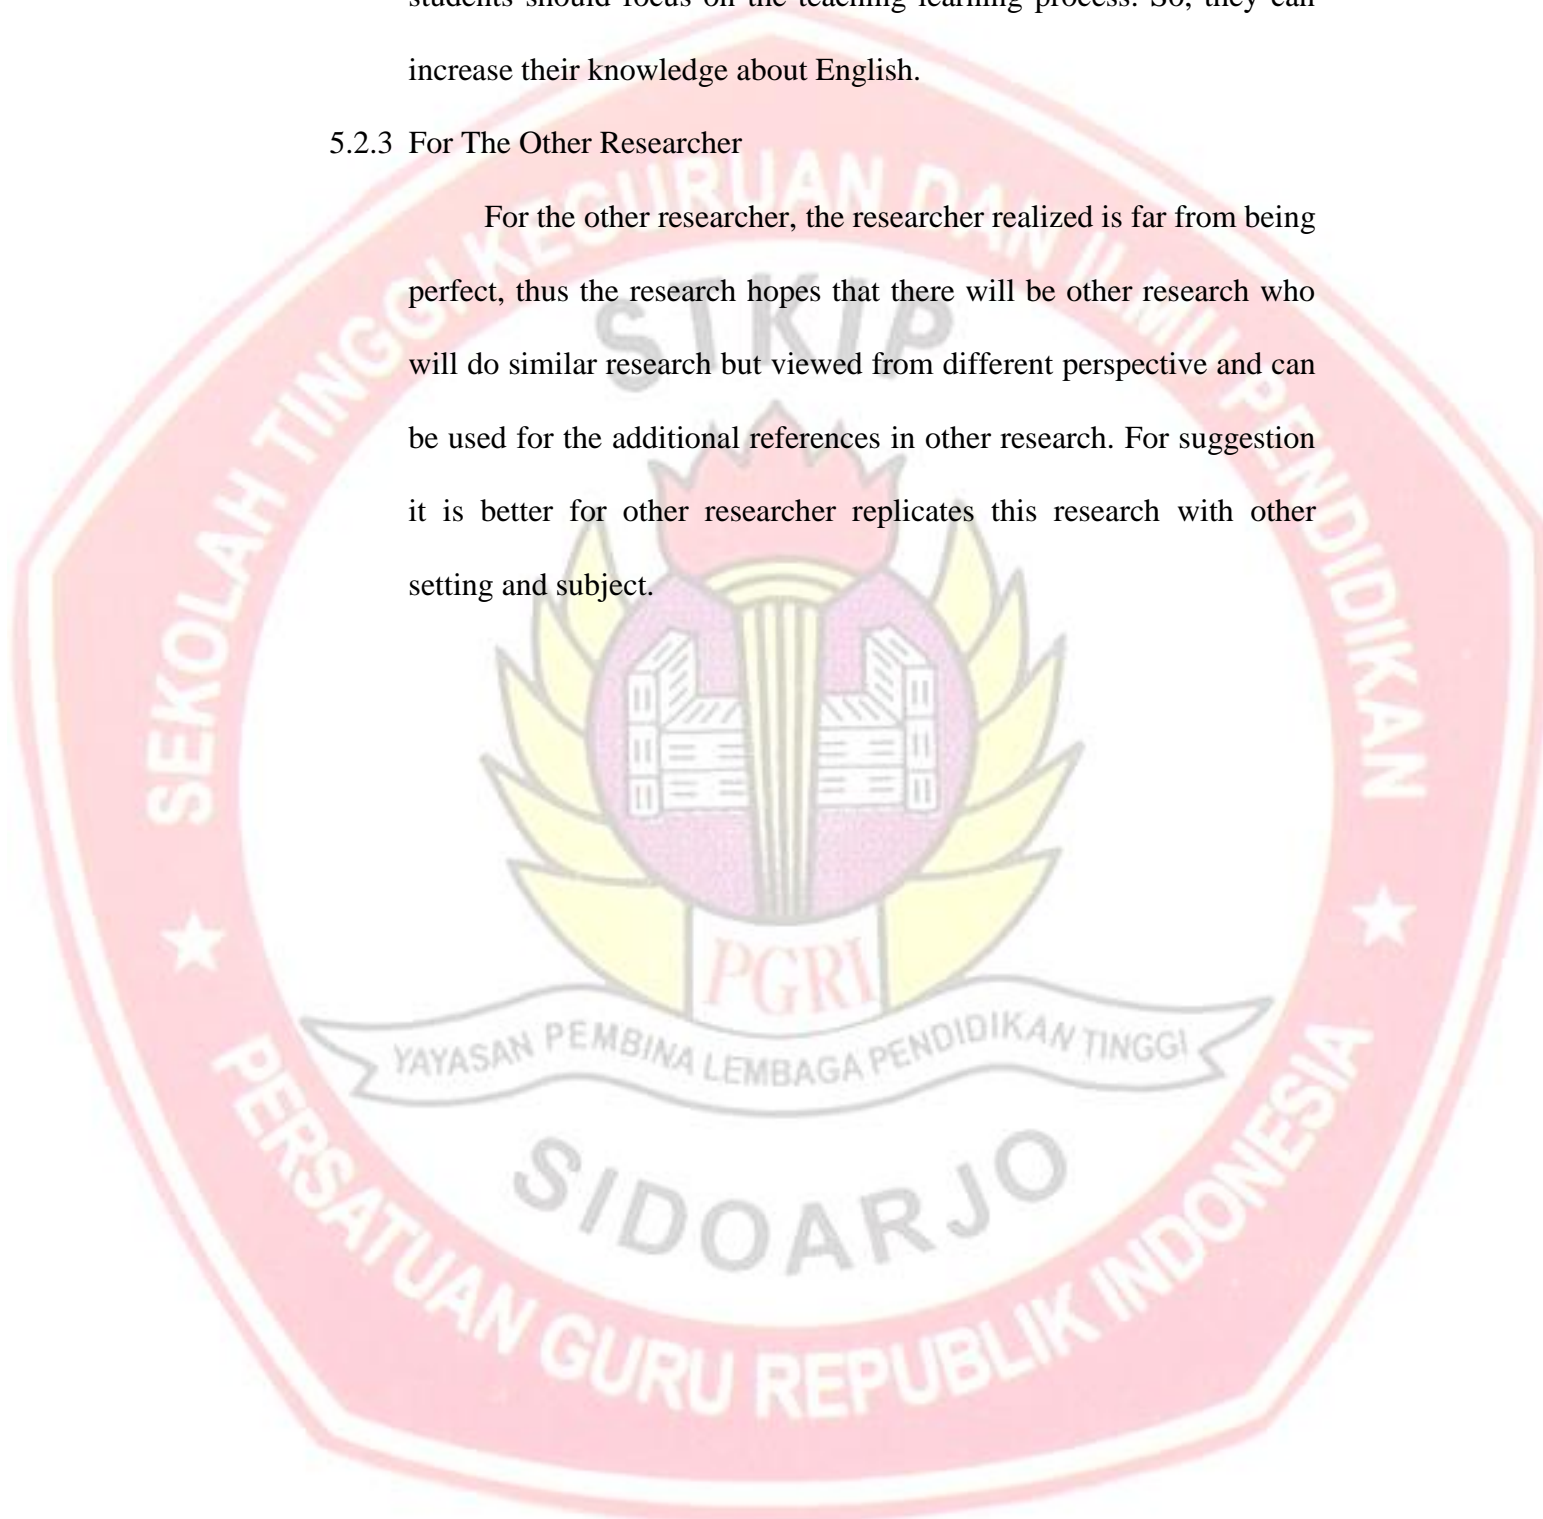 students should focus on the teaching learning process. So, they can
increase their knowledge about English.
5.2.3 For The Other Researcher
For the other researcher, the researcher realized is far from being
perfect, thus the research hopes that there will be other research who
will do similar research but viewed from different perspective and can
be used for the additional references in other research. For suggestion
it is better for other researcher replicates this research with other
setting and subject.
SEKOLAH TINGGI KEGURUAN DAN ILMU PENDIDIKAN
STKIP
PGRI
YAYASAN PEMBINA LEMBAGA PENDIDIKAN TINGGI
SIDOARJO
PERSATUAN GURU REPUBLIK INDONESIA